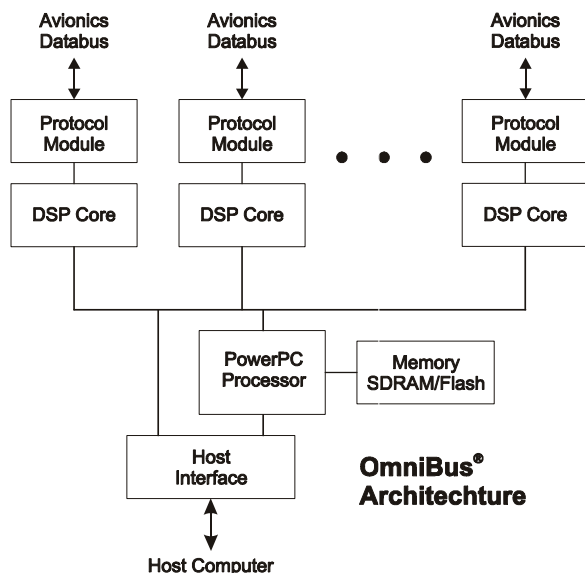 Avionics
Databus
Avionics
Databus
Avionics
Databus
Protocol
Module
Protocol
Module
Protocol
Module
DSP Core
DSP Core
DSP Core
PowerPC
Processor
Memory
SDRAM/Flash
Host
Interface
OmniBus®
Architechture
Host Computer